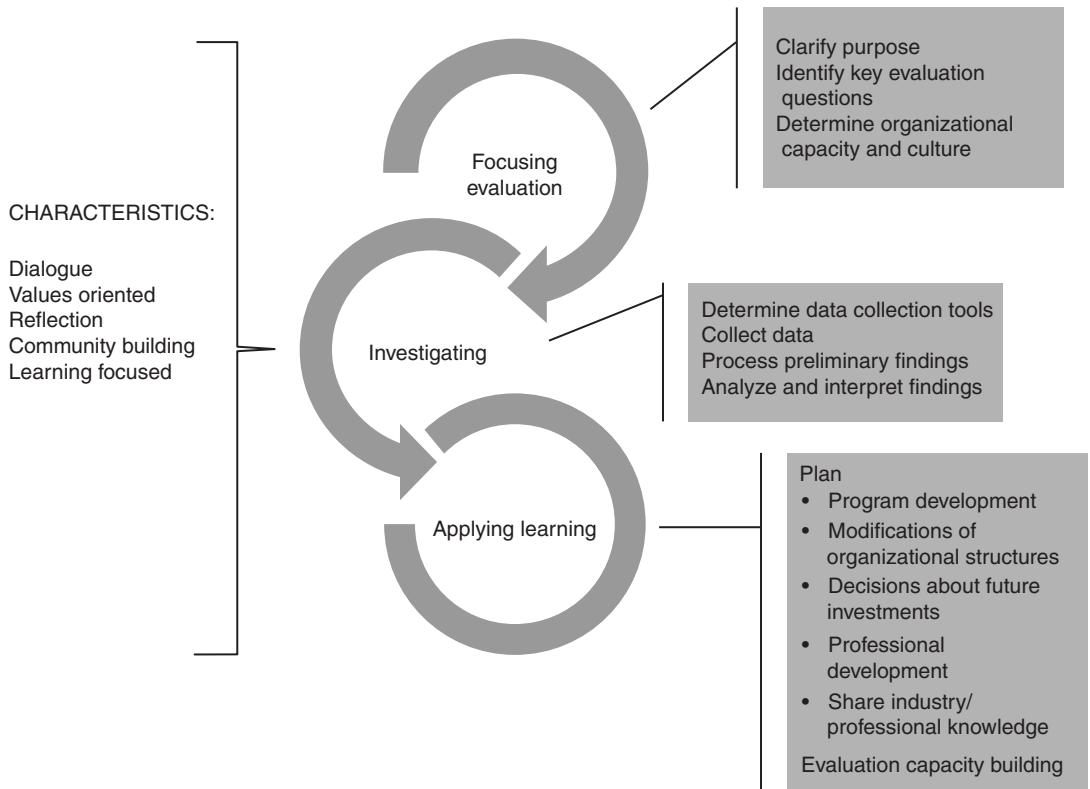 CHARACTERISTICS:
Dialogue
Values oriented
Reflection
Community building
Learning focused
Focusing
evaluation
Clarify purpose
Identify key evaluation
questions
Determine organizational
capacity and culture
Investigating
Determine data collection tools
Collect data
Process preliminary findings
Analyze and interpret findings
Applying learning
Plan
• Program development
• Modifications of
organizational structures
• Decisions about future
investments
• Professional
development
• Share industry/
professional knowledge
Evaluation capacity building